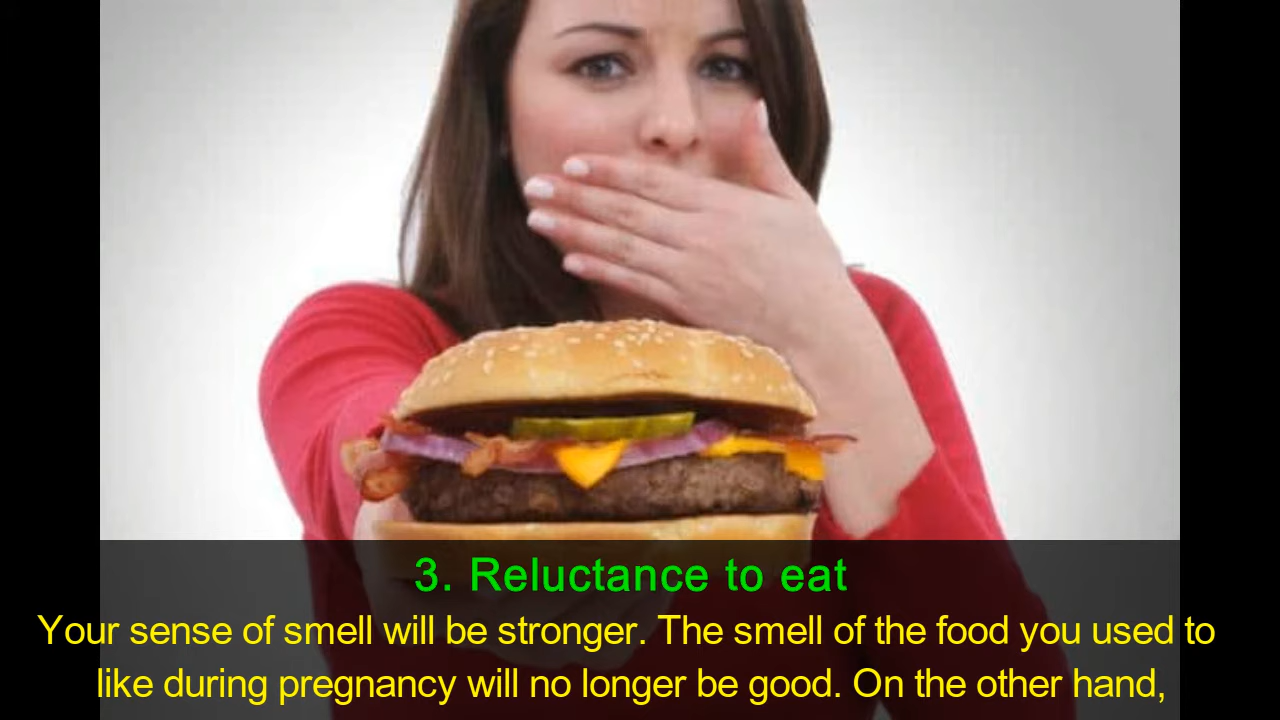 3. Reluctance to eat
Your sense of smell will be stronger. The smell of the food you used to
like during pregnancy will no longer be good. On the other hand,